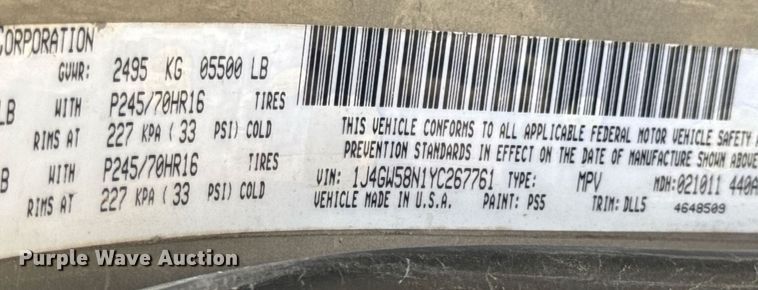 CORPORATION
GVWR: 2495 KG 05500 LB
LB WITH P245/70HR16 TIRES
RIMS AT 227 KPA ( 33 PSI) COLD
B WITH P245/70HR16 TIRES
RIMS AT 227 KPA ( 33 PSI) COLD
THIS VEHICLE CONFORMS TO ALL APPLICABLE FEDERAL MOTOR VEHICLE SAFETY
PREVENTION STANDARDS IN EFFECT ON THE DATE OF MANUFACTURE SHOWN ABOVE
VIN: 1J4GW58N1YC267761 TYPE: MPV MDH:021011 440A
VEHICLE MADE IN U.S.A. PAINT: PS5 TRIM: DLL5 4648509
Purple Wave Auction